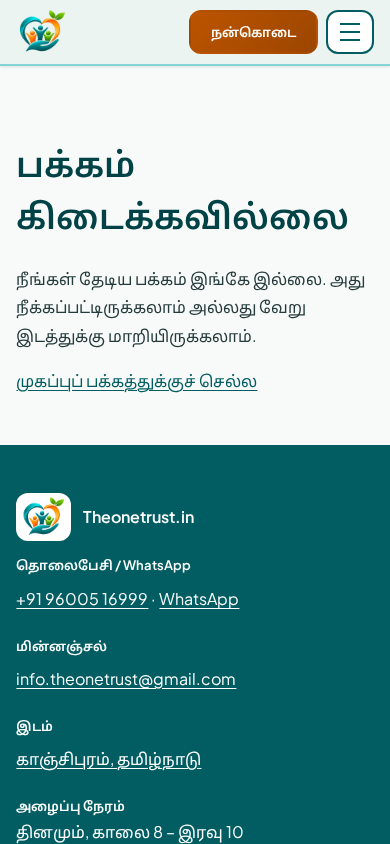 நன்கொடை
பக்கம்
கிடைக்கவில்லை
நீங்கள் தேடிய பக்கம் இங்கே இல்லை. அது
நீக்கப்பட்டிருக்கலாம் அல்லது வேறு
இடத்துக்கு மாறியிருக்கலாம்.
முகப்புப் பக்கத்துக்குச் செல்ல
Theonetrust.in
தொலைபேசி / WhatsApp
+91 96005 16999 · WhatsApp
மின்னஞ்சல்
info.theonetrust@gmail.com
இடம்
காஞ்சிபுரம், தமிழ்நாடு
அழைப்பு நேரம்
தினமும், காலை 8 – இரவு 10